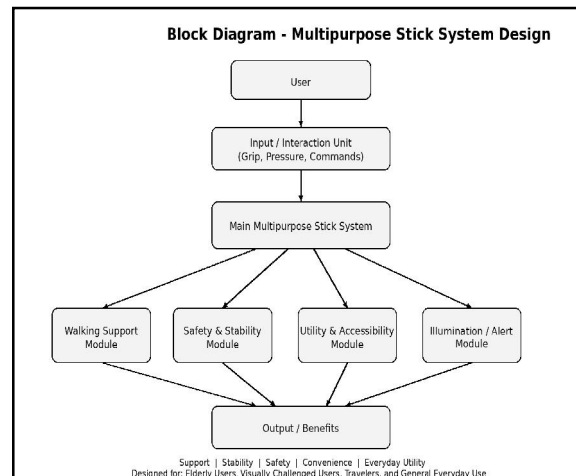 Block Diagram - Multipurpose Stick System Design
User
Input / Interaction Unit
(Grip, Pressure, Commands)
Main Multipurpose Stick System
Walking Support
Module
Safety & Stability
Module
Utility & Accessibility
Module
Illumination / Alert
Module
Output / Benefits
Support | Stability | Safety | Convenience | Everyday Utility
Designed for: Elderly Users, Visually Challenged Users, Travelers, and General Everyday Use